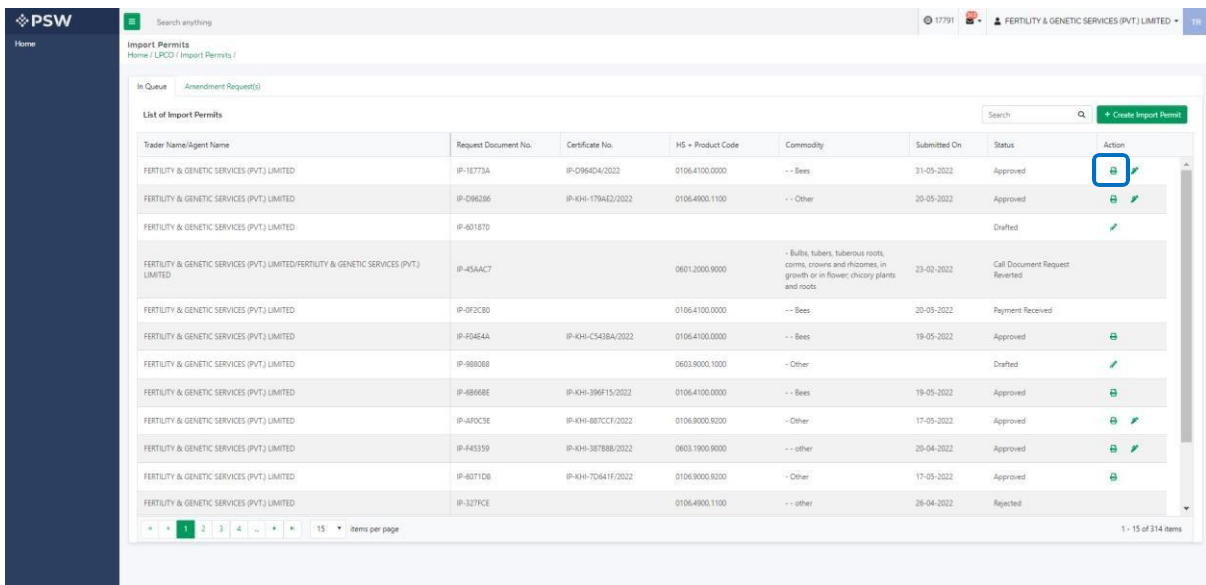 PSW
Search anything
17791
FERTILITY & GENETIC SERVICES (PVT.) LIMITED
TR
Home
Import Permits
Home / LPCO / Import Permits /
In Queue Amendment Request(s)
List of Import Permits
Search
+ Create Import Permit
Trader Name/Agent Name Request Document No. Certificate No. HS + Product Code Commodity Submitted On Status Action
FERTILITY & GENETIC SERVICES (PVT.) LIMITED IP-1E773A IP-D964D4/2022 0106.4100.0000 - - Bees 31-05-2022 Approved
FERTILITY & GENETIC SERVICES (PVT.) LIMITED IP-D96286 IP-KHI-179AE2/2022 0106.4900.1100 - - Other 20-05-2022 Approved
FERTILITY & GENETIC SERVICES (PVT.) LIMITED IP-601870 Drafted
FERTILITY & GENETIC SERVICES (PVT.) LIMITED/FERTILITY & GENETIC SERVICES (PVT.) LIMITED IP-45AAC7 0601.2000.9000 - Bulbs, tubers, tuberous roots, corms, crowns and rhizomes, in growth or in flower; chicory plants and roots 23-02-2022 Call Document Request Reverted
FERTILITY & GENETIC SERVICES (PVT.) LIMITED IP-0F2CB0 0106.4100.0000 - - Bees 20-05-2022 Payment Received
FERTILITY & GENETIC SERVICES (PVT.) LIMITED IP-F04E4A IP-KHI-C543BA/2022 0106.4100.0000 - - Bees 19-05-2022 Approved
FERTILITY & GENETIC SERVICES (PVT.) LIMITED IP-988088 0603.9000.1000 - Other Drafted
FERTILITY & GENETIC SERVICES (PVT.) LIMITED IP-6B66BE IP-KHI-396F15/2022 0106.4100.0000 - - Bees 19-05-2022 Approved
FERTILITY & GENETIC SERVICES (PVT.) LIMITED IP-AF0C5E IP-KHI-887CCF/2022 0106.9000.9200 - Other 17-05-2022 Approved
FERTILITY & GENETIC SERVICES (PVT.) LIMITED IP-F45359 IP-KHI-387B8B/2022 0603.1900.9000 - - other 20-04-2022 Approved
FERTILITY & GENETIC SERVICES (PVT.) LIMITED IP-6071DB IP-KHI-7D641F/2022 0106.9000.9200 - Other 17-05-2022 Approved
FERTILITY & GENETIC SERVICES (PVT.) LIMITED IP-327FCE 0106.4900.1100 - - other 26-04-2022 Rejected
1 2 3 4 ... 15 items per page 1 - 15 of 314 items